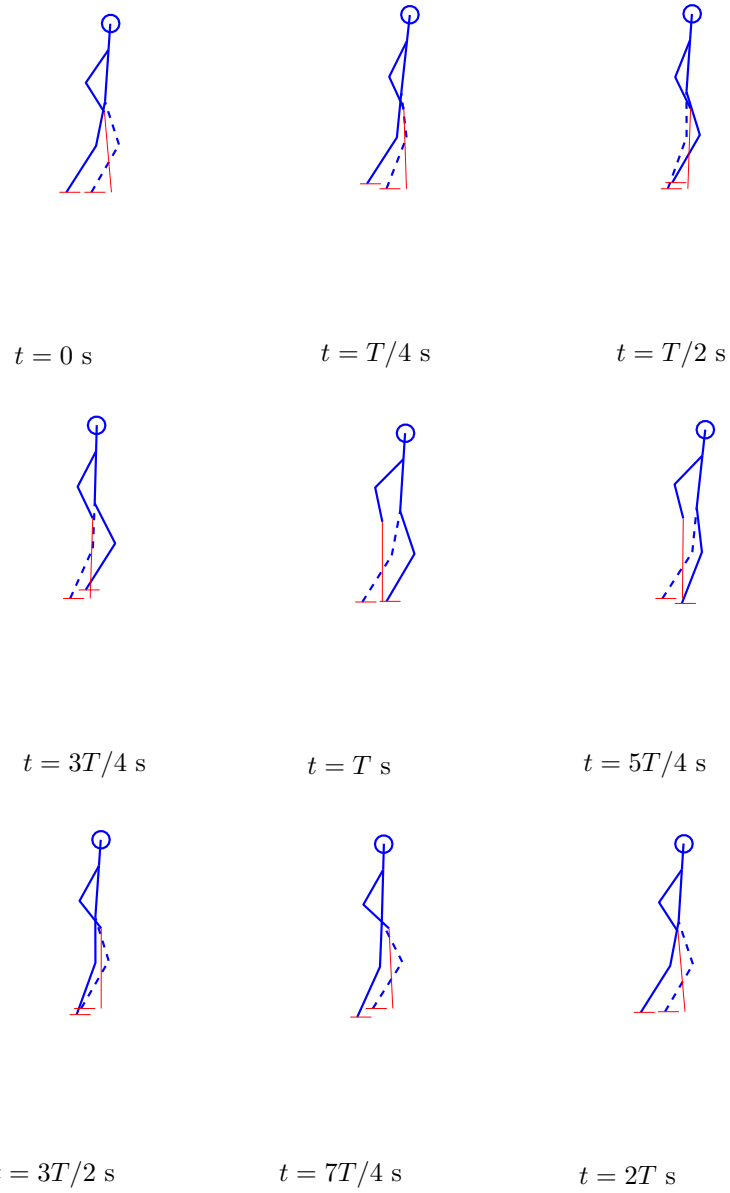 t = 0 s
t = T/4 s
t = T/2 s
t = 3T/4 s
t = T s
t = 5T/4 s
= 3T/2 s
t = 7T/4 s
t = 2T s